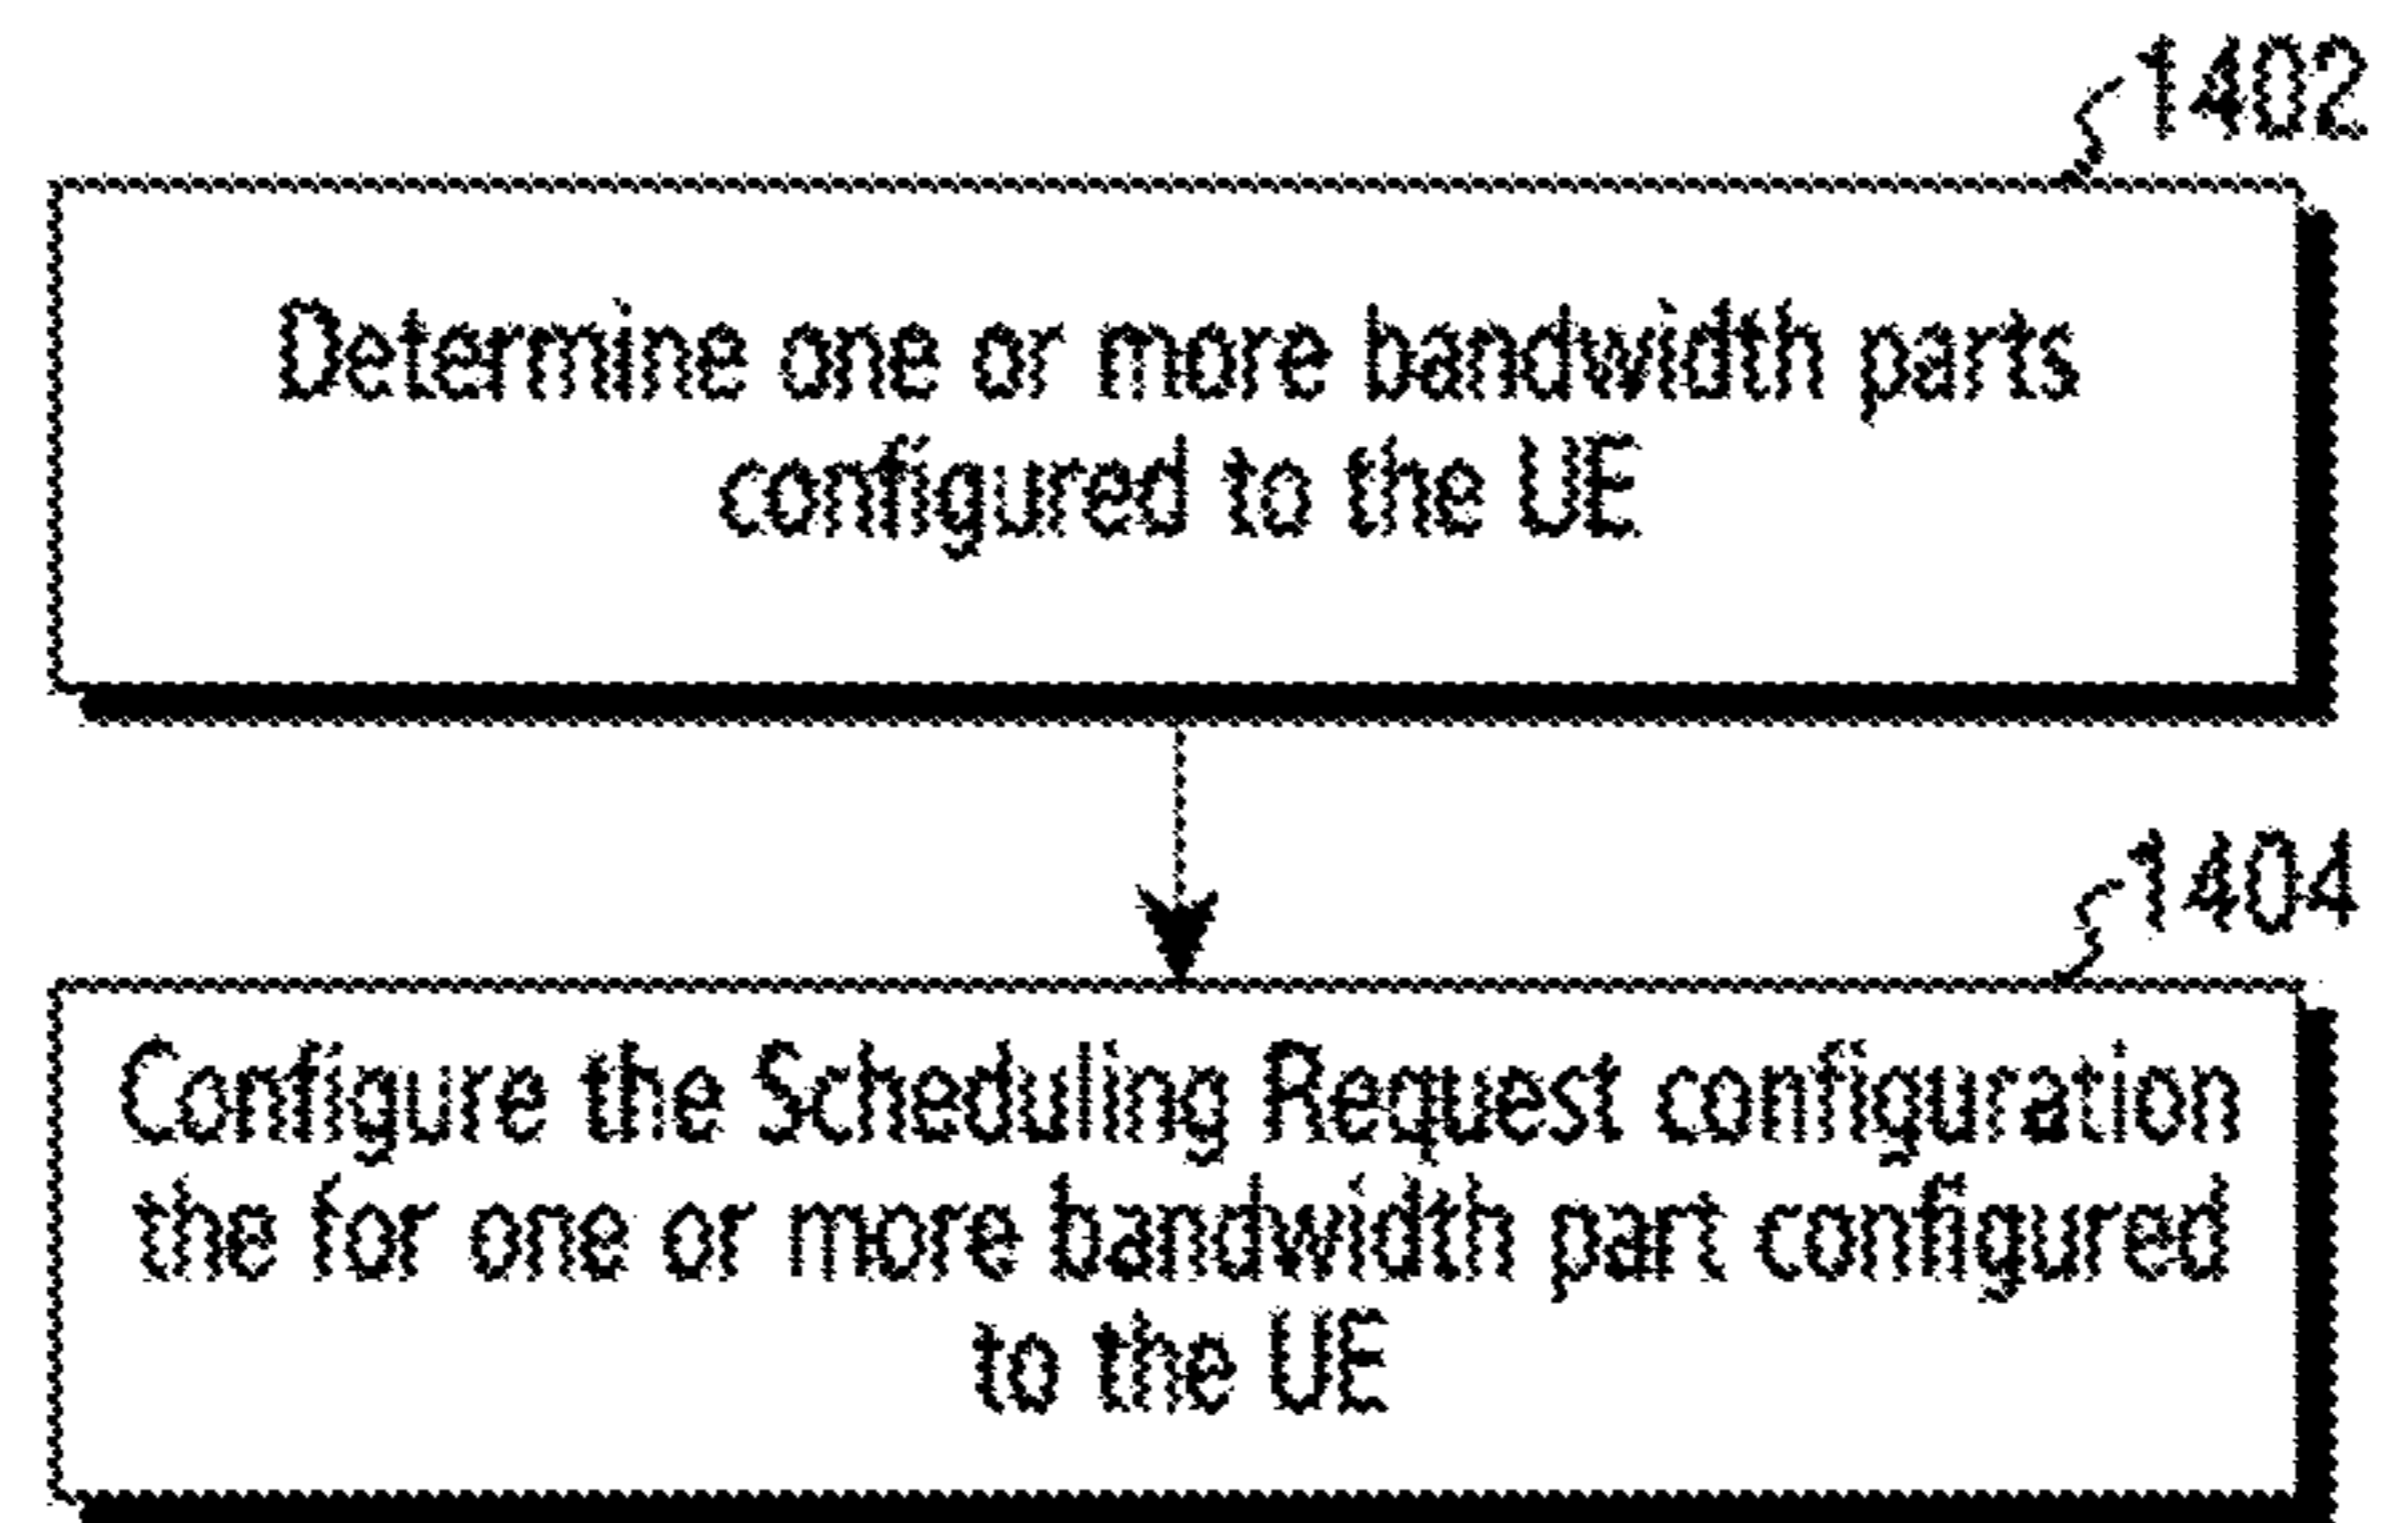 1402
Determine one or more bandwidth parts
configured to the UE
1404
Configure the Scheduling Request configuration
the for one or more bandwidth part configured
to the UE